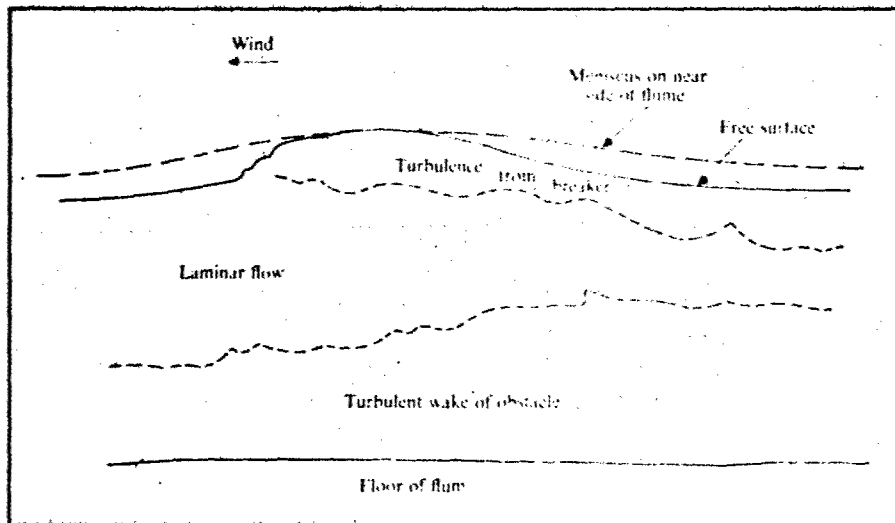 Wind
Meniscus on near
side of flume
Free surface
Turbulence from breaker
Laminar flow
Turbulent wake of obstacle
Floor of flum